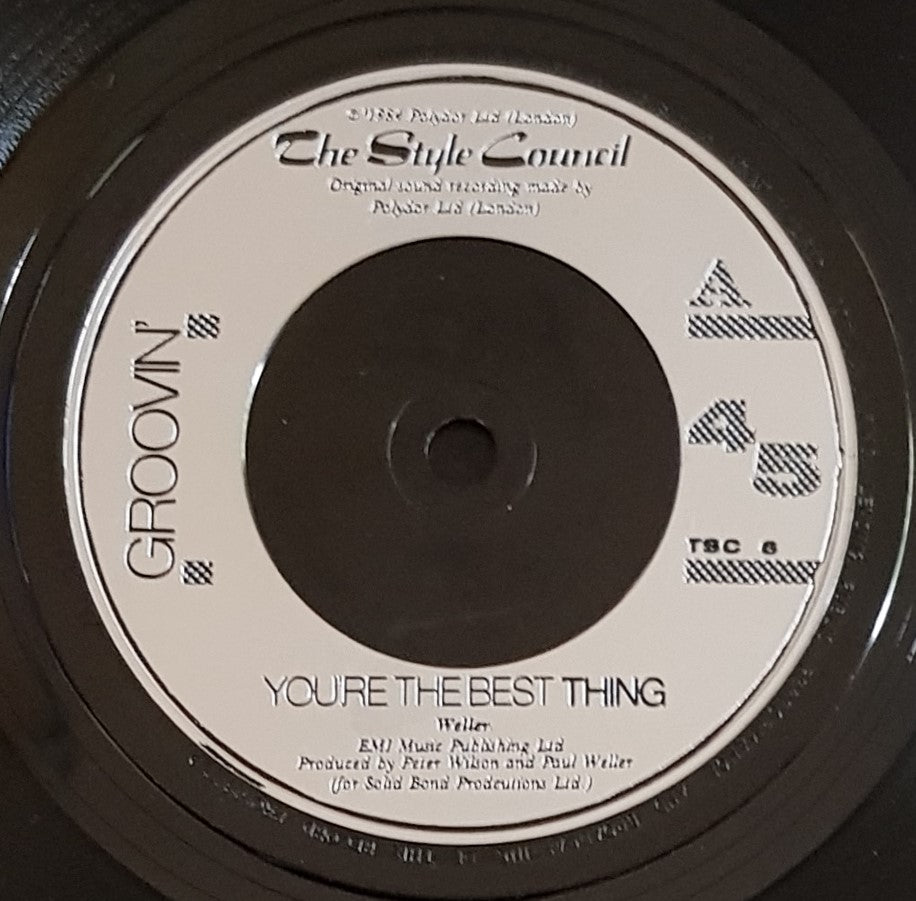 ℗ 1984 Polydor Ltd (London)
The Style Council
Original sound recording made by
Polydor Ltd (London)
GROOVIN'
A
45
TSC 6
YOU'RE THE BEST THING
Weller
EMI Music Publishing Ltd
Produced by Peter Wilson and Paul Weller
(for Solid Bond Prodcutions Ltd.)